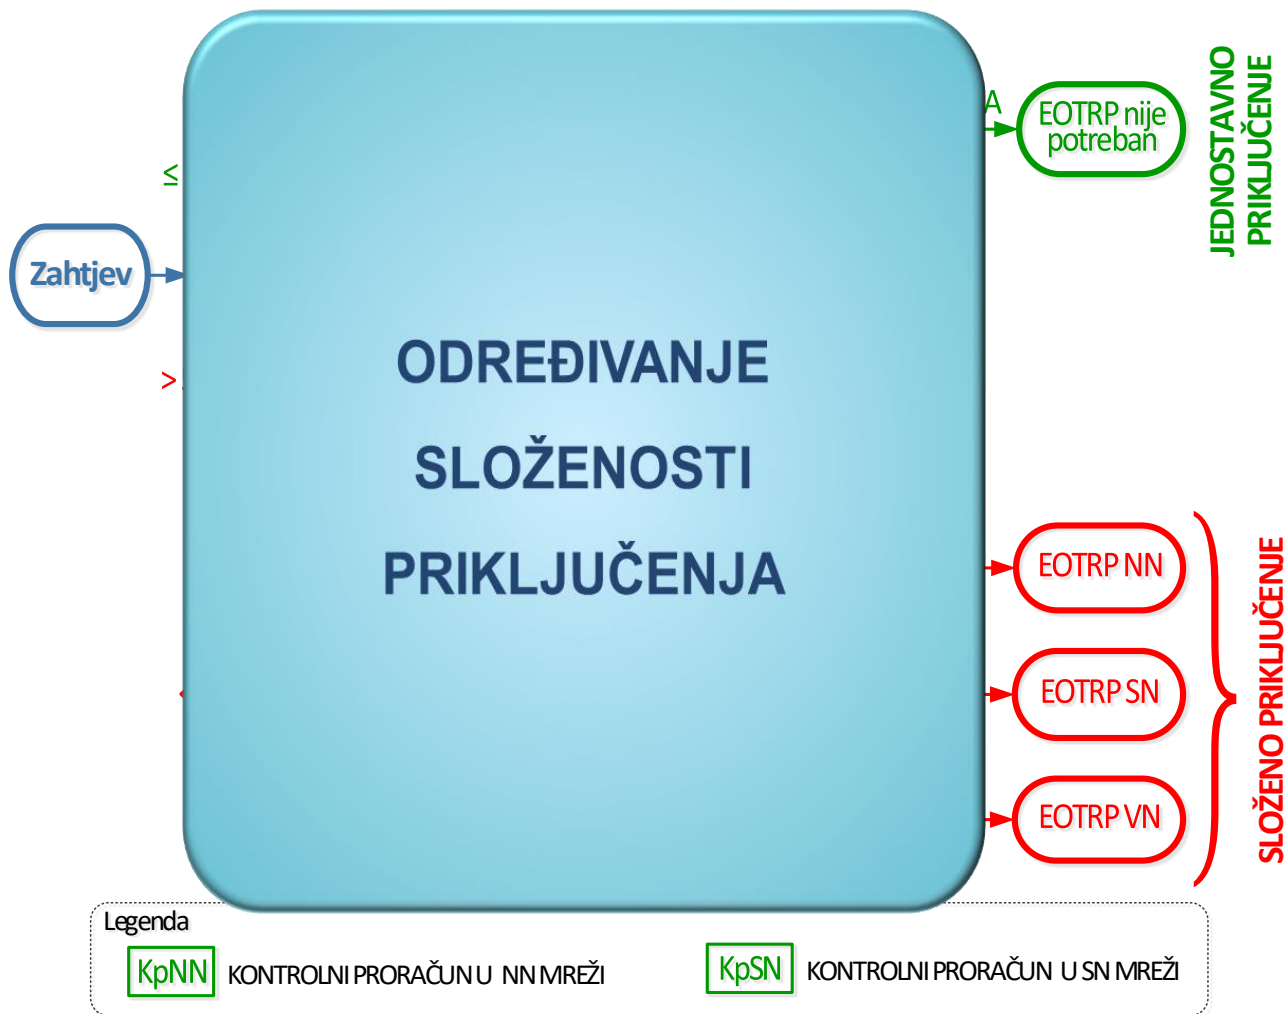 A
EOTRP nije
potreban
JEDNOSTAVNO
PRIKLJUČENJE
≤
Zahtjev
>
ODREĐIVANJE
SLOŽENOSTI
PRIKLJUČENJA
EOTRP NN
EOTRP SN
EOTRP VN
SLOŽENO PRIKLJUČENJE
Legenda
KpNN KONTROLNI PRORAČUN U NN MREŽI
KpSN KONTROLNI PRORAČUN U SN MREŽI